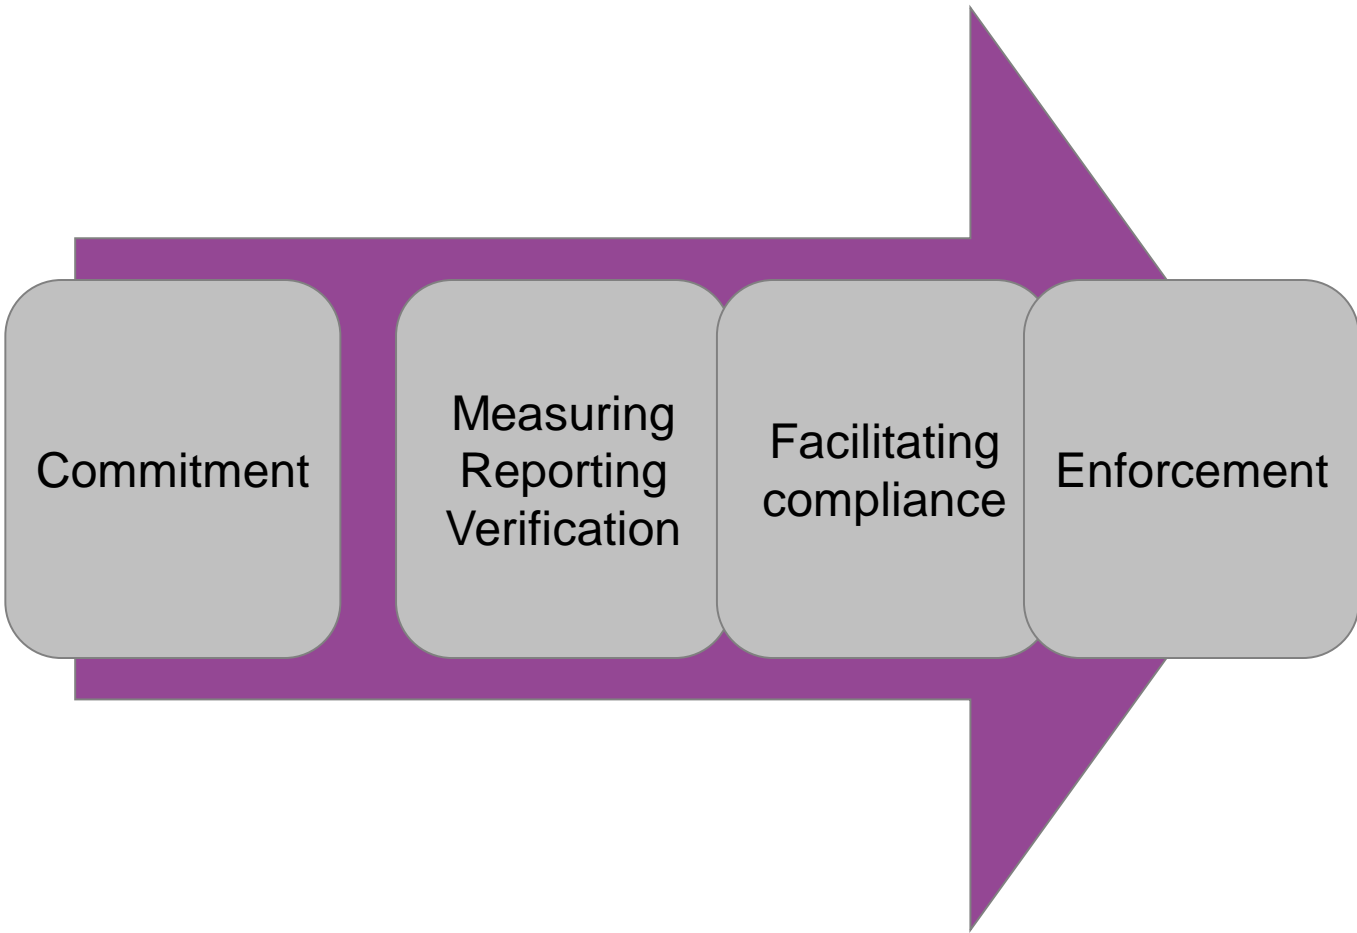 Commitment
Measuring
Reporting
Verification
Facilitating
compliance
Enforcement